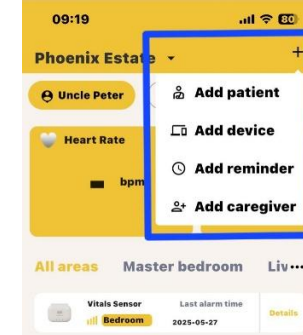 09:19 80
Phoenix Estate +
Uncle Peter
Add patient
Add device
Add reminder
Add caregiver
Heart Rate
bpm
All areas Master bedroom Liv...
Vitals Sensor Last alarm time
Bedroom 2025-05-27 Details